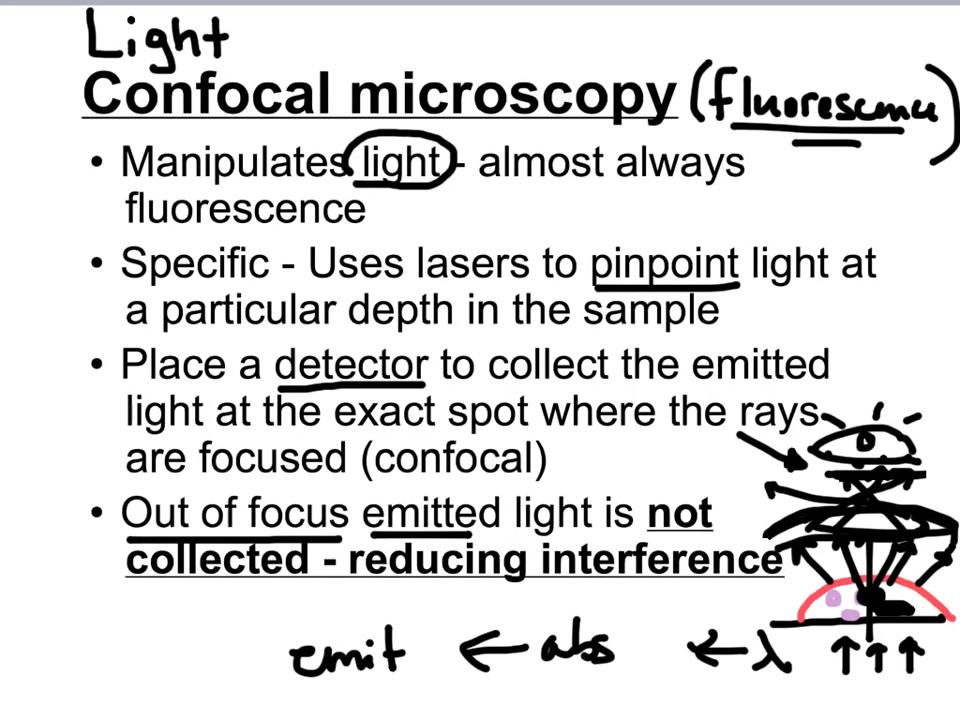 Light
Confocal microscopy (fluorescence)
• Manipulates light - almost always
fluorescence
• Specific - Uses lasers to pinpoint light at
a particular depth in the sample
• Place a detector to collect the emitted
light at the exact spot where the rays
are focused (confocal)
• Out of focus emitted light is not
collected - reducing interference
emit ← abs ← λ ↑ ↑ ↑